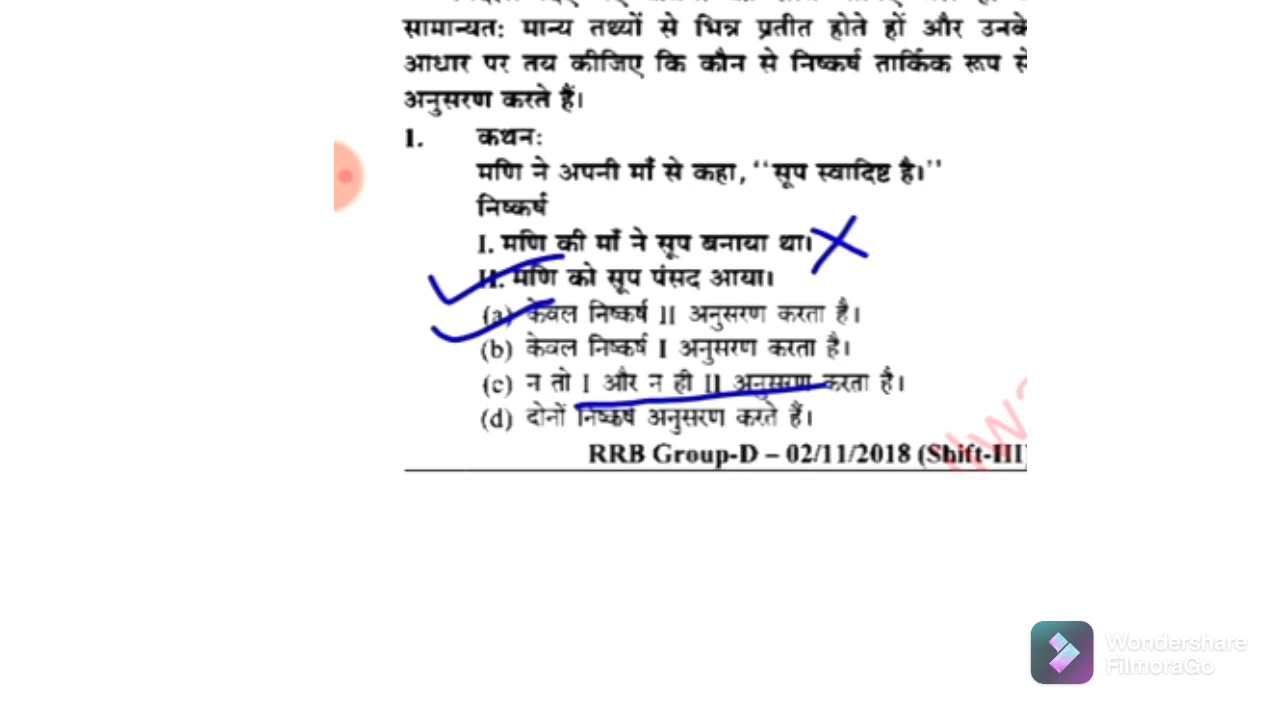 सामान्यतः मान्य तथ्यों से भिन्न प्रतीत होते हों और उनके
आधार पर तय कीजिए कि कौन से निष्कर्ष तार्किक रूप से
अनुसरण करते हैं।
1. कथनः
मणि ने अपनी माँ से कहा, ‘‘सूप स्वादिष्ट है।’’
निष्कर्ष
I. मणि की माँ ने सूप बनाया था।
II. मणि को सूप पंसद आया।
(a) केवल निष्कर्ष II अनुसरण करता है।
(b) केवल निष्कर्ष I अनुसरण करता है।
(c) न तो I और न ही II अनुसरण करता है।
(d) दोनों निष्कर्ष अनुसरण करते हैं।
RRB Group-D – 02/11/2018 (Shift-III)
Wondershare
FilmoraGo